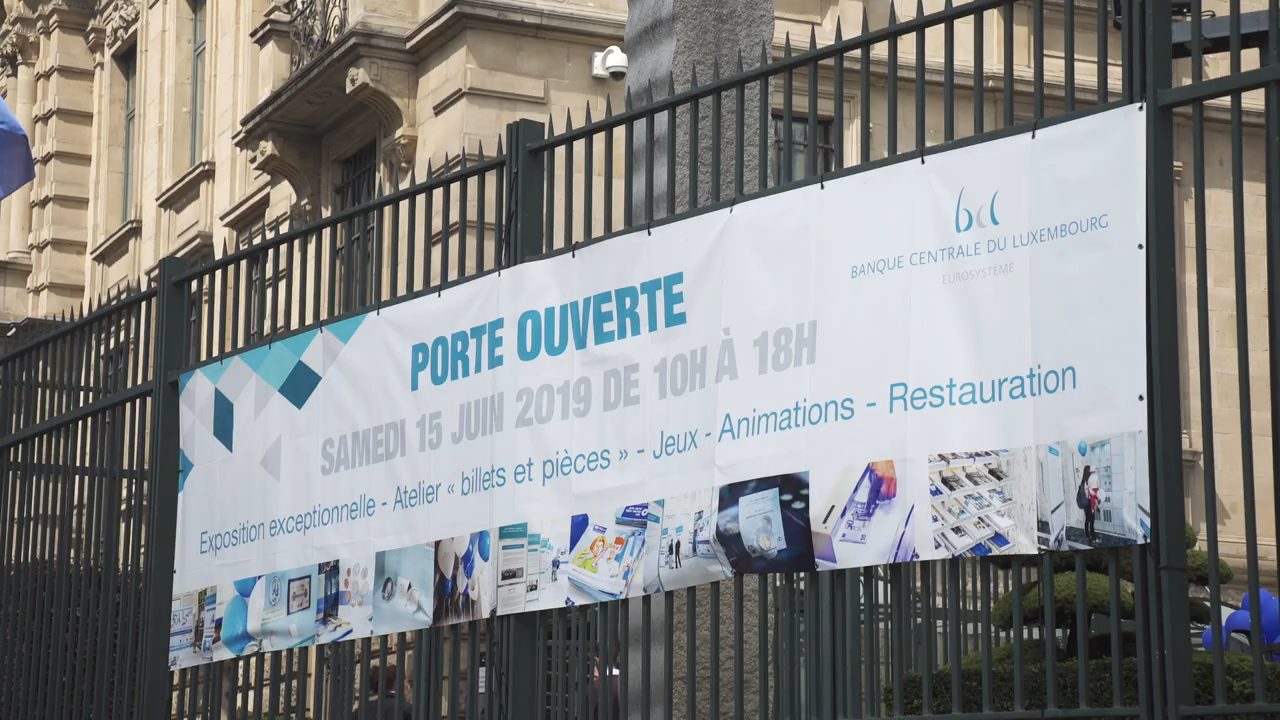 bcl
BANQUE CENTRALE DU LUXEMBOURG
EUROSYSTÈME
PORTE OUVERTE
SAMEDI 15 JUIN 2019 DE 10H À 18H
Exposition exceptionnelle - Atelier « billets et pièces » - Jeux - Animations - Restauration